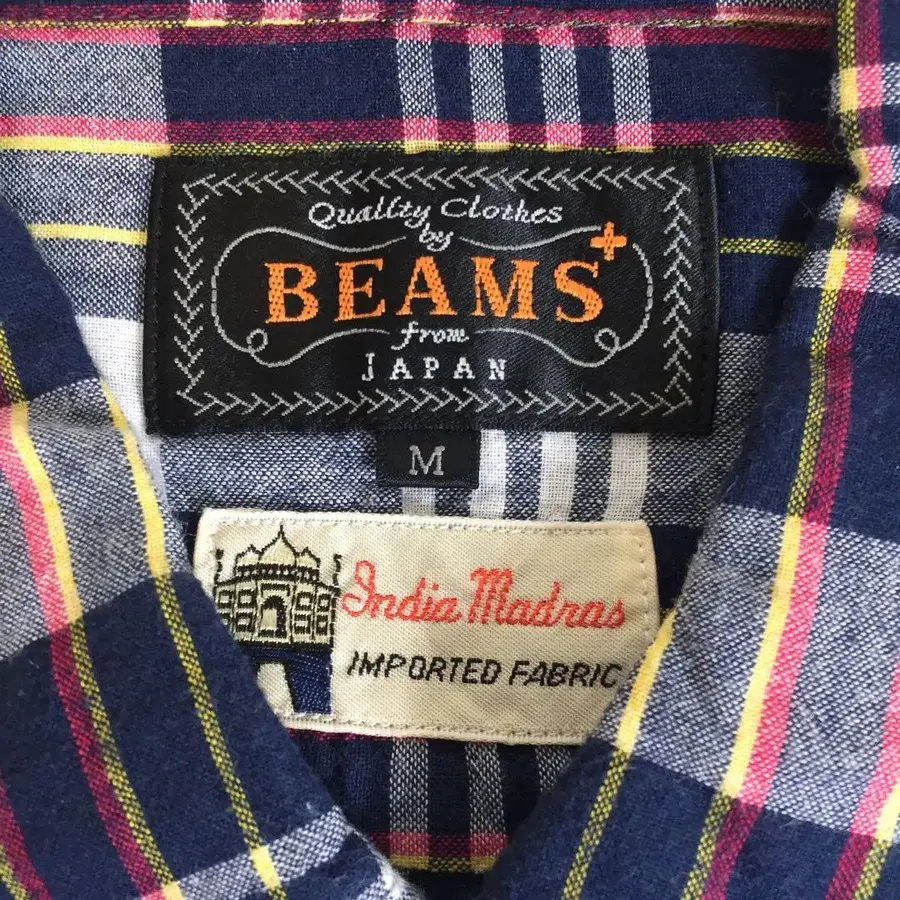 Quality Clothes
by
BEAMS+
from
JAPAN
M
India Madras
IMPORTED FABRIC